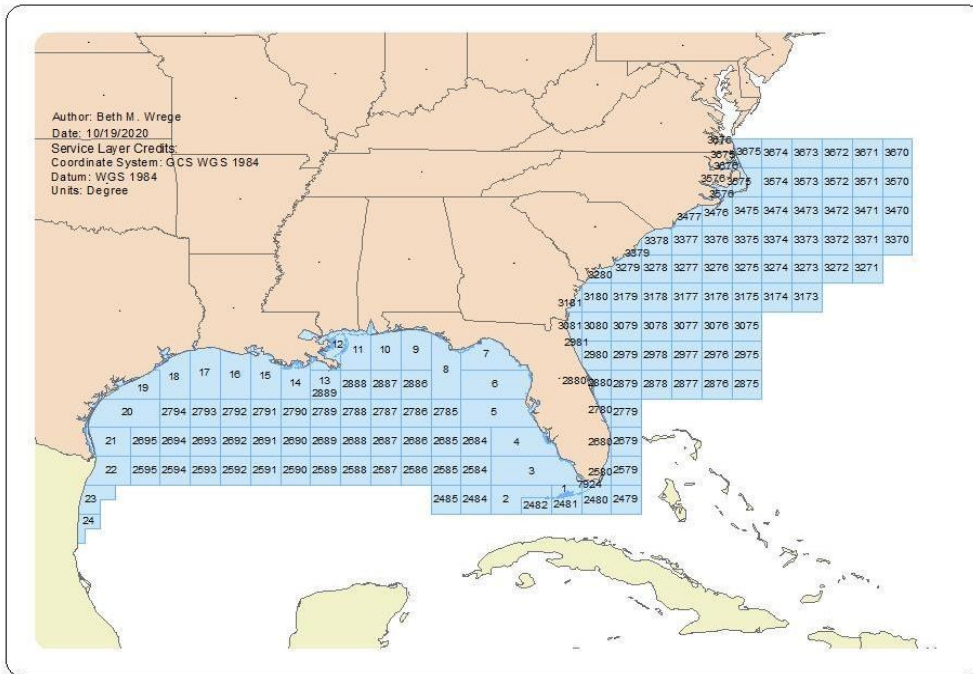 Author: Beth M. Wrege
Date: 10/19/2020
Service Layer Credits:
Coordinate System: GCS WGS 1984
Datum: WGS 1984
Units: Degree
3676
3675 3675 3674 3673 3672 3671 3670
3676
3576 3575 3574 3573 3572 3571 3570
3576
3477 3476 3475 3474 3473 3472 3471 3470
3378 3377 3376 3375 3374 3373 3372 3371 3370
3379
3280 3279 3278 3277 3276 3275 3274 3273 3272 3271
3181 3180 3179 3178 3177 3176 3175 3174 3173
3081 3080 3079 3078 3077 3076 3075
2981
2980 2979 2978 2977 2976 2975
12 11 10 9 7
19 18 17 16 15 14 13 2888 2887 2886 8 6 2880 2880 2879 2878 2877 2876 2875
2889
20 2794 2793 2792 2791 2790 2789 2788 2787 2786 2785 5 2780 2779
21 2695 2694 2693 2692 2691 2690 2689 2688 2687 2686 2685 2684 4 2680 2679
22 2595 2594 2593 2592 2591 2590 2589 2588 2587 2586 2585 2584 3 2580 2579
23 2485 2484 2 1 7924 2480 2479
2482 2481
24